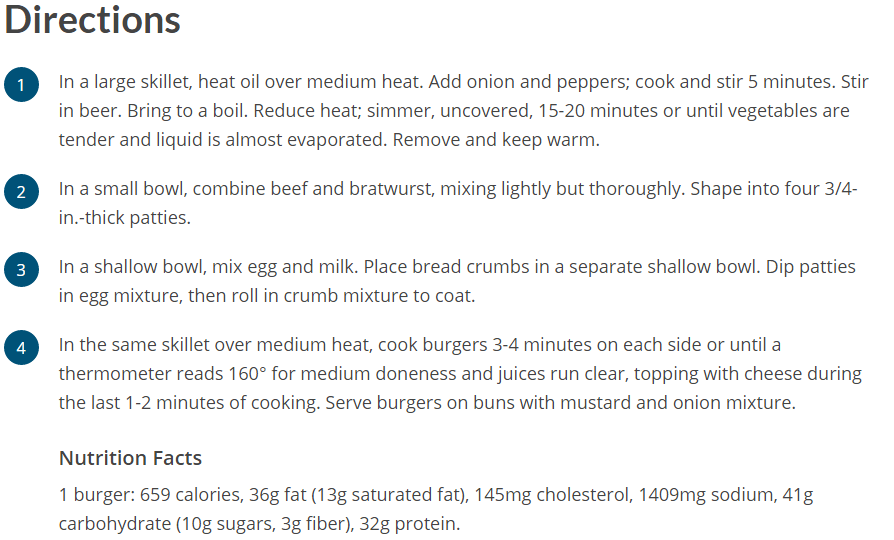 Directions
1 In a large skillet, heat oil over medium heat. Add onion and peppers; cook and stir 5 minutes. Stir
in beer. Bring to a boil. Reduce heat; simmer, uncovered, 15-20 minutes or until vegetables are
tender and liquid is almost evaporated. Remove and keep warm.
2 In a small bowl, combine beef and bratwurst, mixing lightly but thoroughly. Shape into four 3/4-
in.-thick patties.
3 In a shallow bowl, mix egg and milk. Place bread crumbs in a separate shallow bowl. Dip patties
in egg mixture, then roll in crumb mixture to coat.
4 In the same skillet over medium heat, cook burgers 3-4 minutes on each side or until a
thermometer reads 160° for medium doneness and juices run clear, topping with cheese during
the last 1-2 minutes of cooking. Serve burgers on buns with mustard and onion mixture.
Nutrition Facts
1 burger: 659 calories, 36g fat (13g saturated fat), 145mg cholesterol, 1409mg sodium, 41g
carbohydrate (10g sugars, 3g fiber), 32g protein.